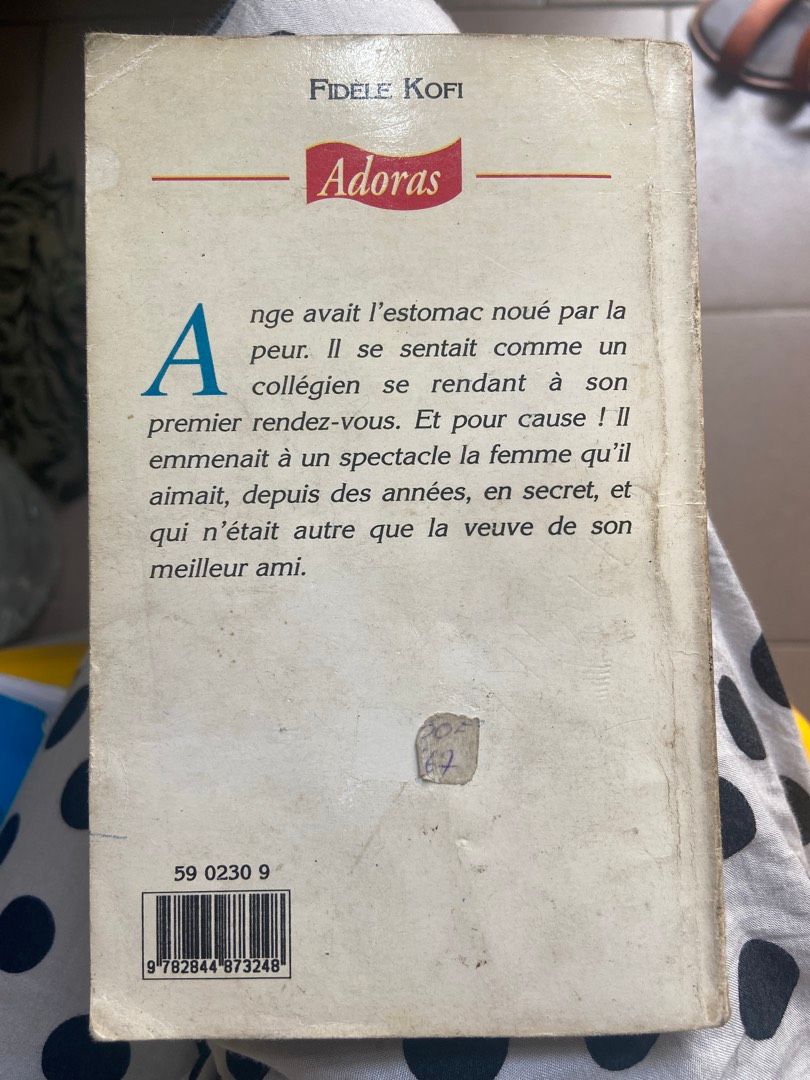 FIDÈLE KOFI
Adoras
Ange avait l'estomac noué par la
peur. Il se sentait comme un
collégien se rendant à son
premier rendez-vous. Et pour cause ! Il
emmenait à un spectacle la femme qu'il
aimait, depuis des années, en secret, et
qui n'était autre que la veuve de son
meilleur ami.
67
59 0230 9
9 782844 873248